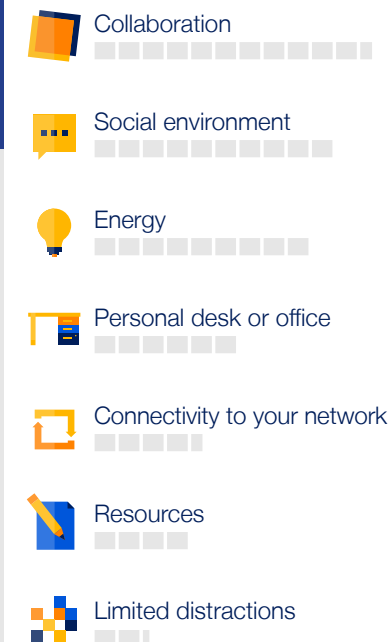 Collaboration
Social environment
Energy
Personal desk or office
Connectivity to your network
Resources
Limited distractions